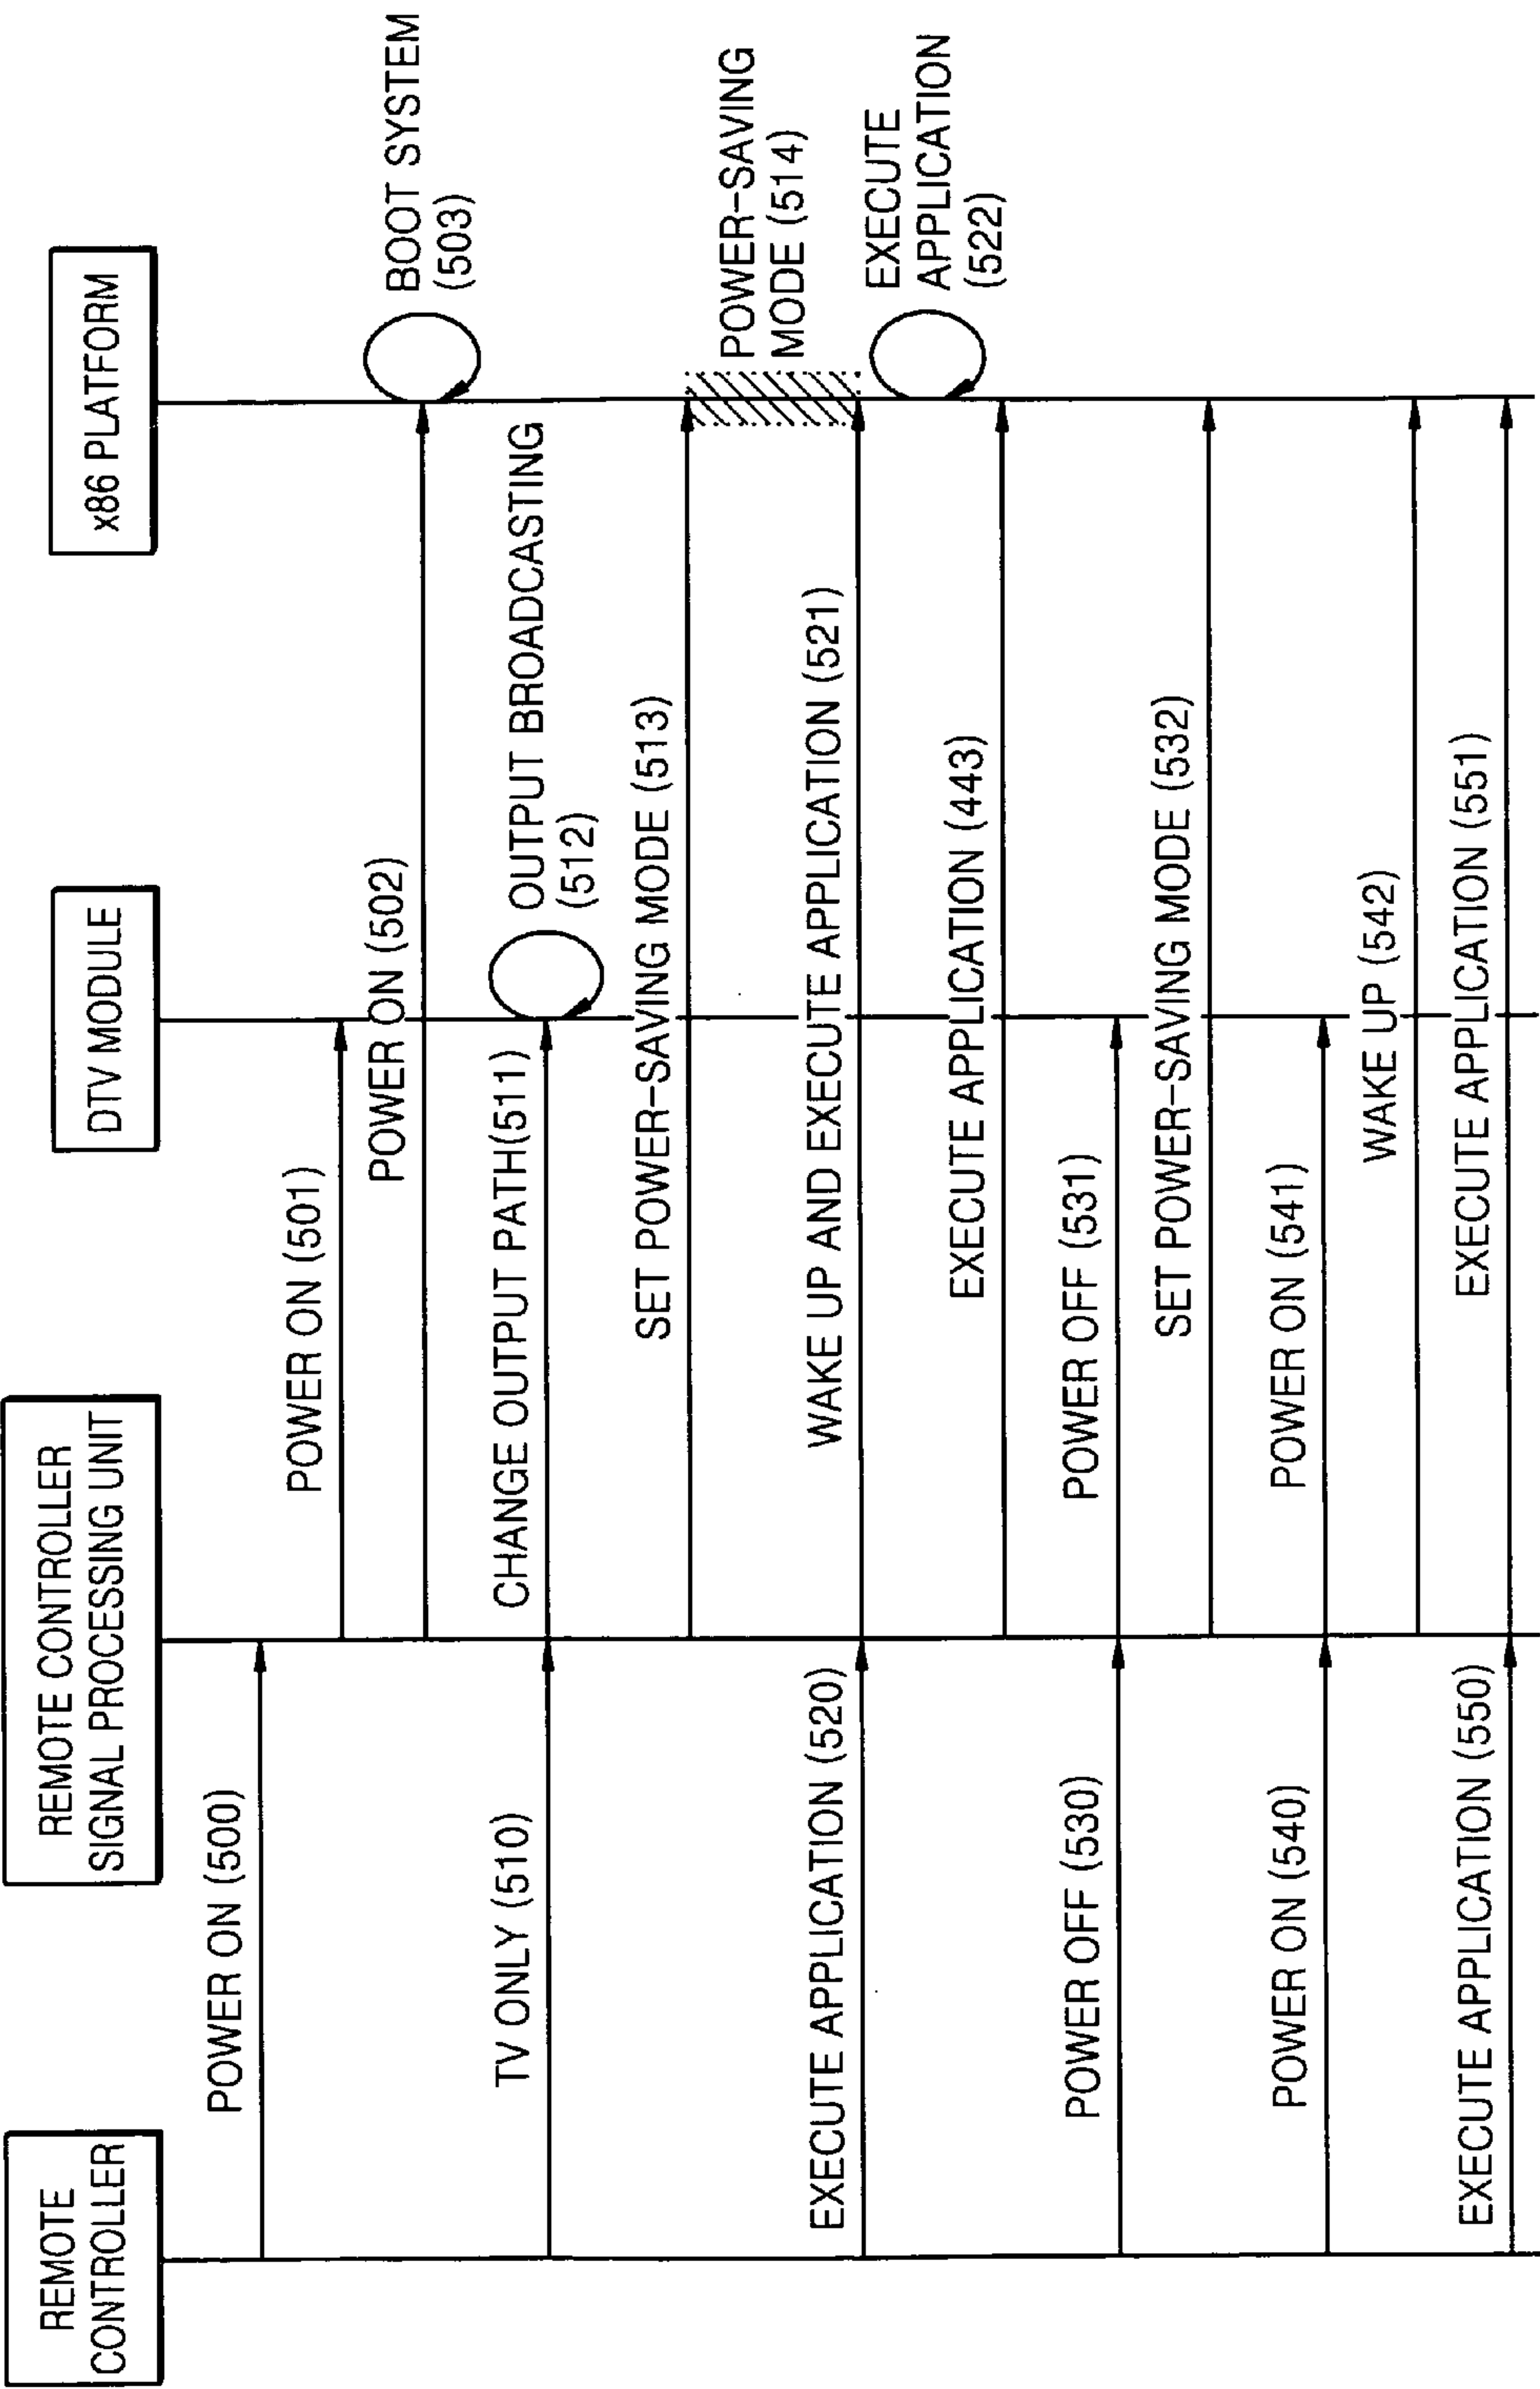 REMOTE
CONTROLLER
REMOTE CONTROLLER
SIGNAL PROCESSING UNIT
DTV MODULE
x86 PLATFORM
POWER ON (500)
POWER ON (501)
POWER ON (502)
BOOT SYSTEM
(503)
TV ONLY (510)
CHANGE OUTPUT PATH(511)
OUTPUT BROADCASTING
(512)
SET POWER-SAVING MODE (513)
POWER-SAVING
MODE (514)
EXECUTE APPLICATION (520)
WAKE UP AND EXECUTE APPLICATION (521)
EXECUTE
APPLICATION
(522)
EXECUTE APPLICATION (443)
POWER OFF (530)
POWER OFF (531)
SET POWER-SAVING MODE (532)
POWER ON (540)
POWER ON (541)
WAKE UP (542)
EXECUTE APPLICATION (550)
EXECUTE APPLICATION (551)